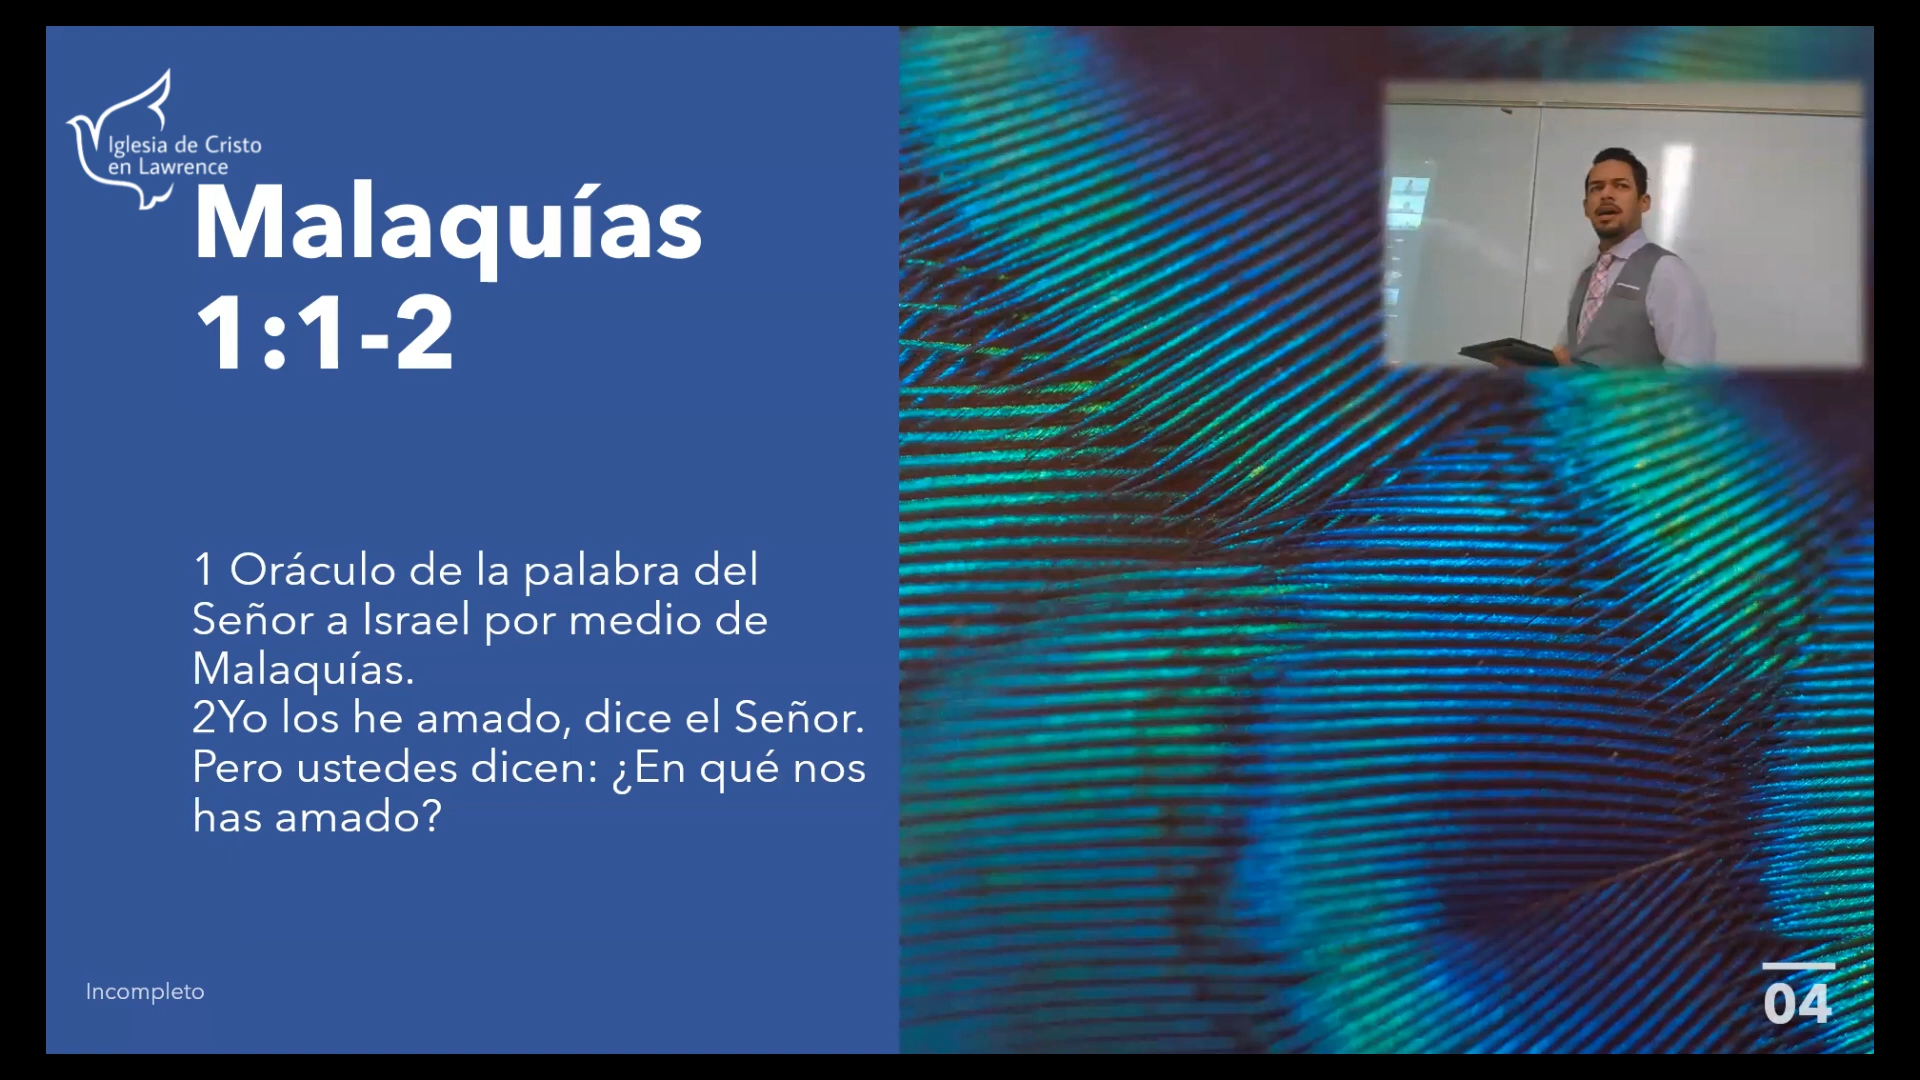 Iglesia de Cristo
en Lawrence
Malaquías
1:1-2
1 Oráculo de la palabra del
Señor a Israel por medio de
Malaquías.
2Yo los he amado, dice el Señor.
Pero ustedes dicen: ¿En qué nos
has amado?
Incompleto
04